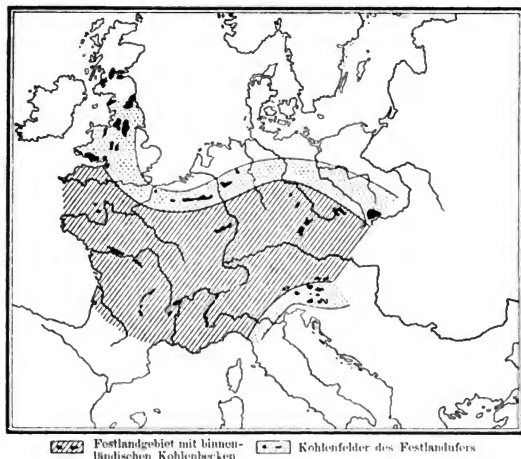 Festlandgebiet mit binnen-
ländischen Kohlenbecken
Kohlenfelder des Festlandufers